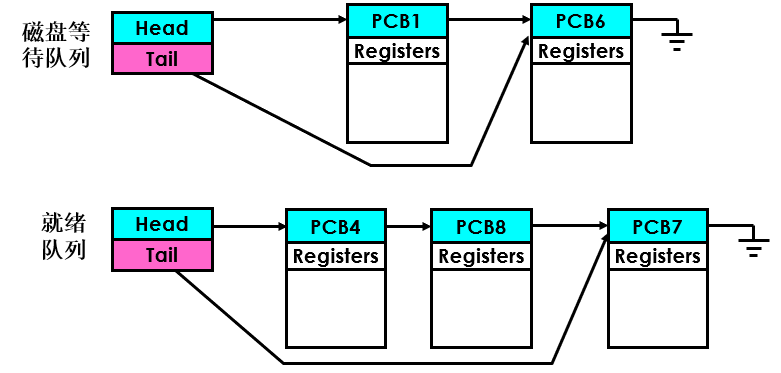 磁盘等
待队列
Head
Tail
PCB1
Registers
PCB6
Registers
就绪
队列
Head
Tail
PCB4
Registers
PCB8
Registers
PCB7
Registers